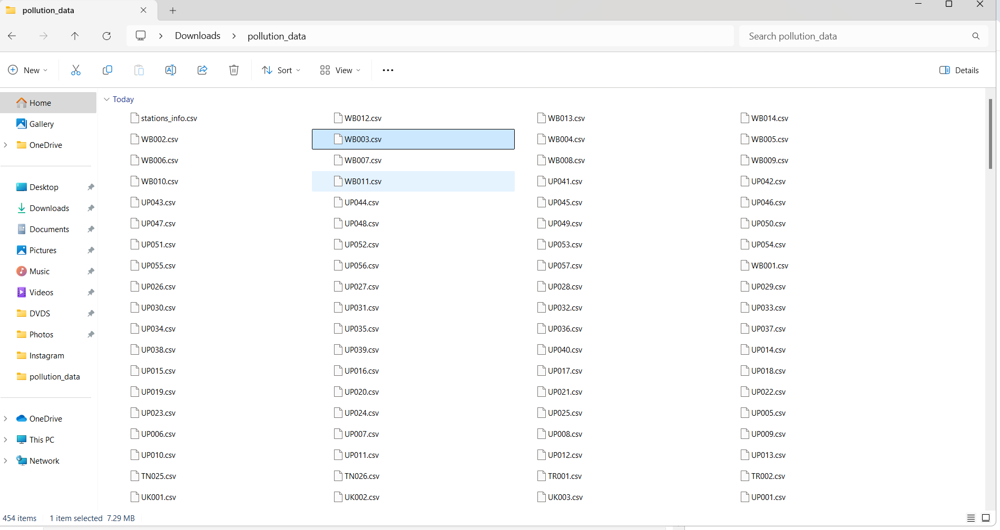 pollution_data
Downloads pollution_data
Search pollution_data
New Sort View Details
Home
Gallery
OneDrive
Desktop
Downloads
Documents
Pictures
Music
Videos
DVDS
Photos
Instagram
pollution_data
OneDrive
This PC
Network
Today
stations_info.csv WB012.csv WB013.csv WB014.csv
WB002.csv WB003.csv WB004.csv WB005.csv
WB006.csv WB007.csv WB008.csv WB009.csv
WB010.csv WB011.csv UP041.csv UP042.csv
UP043.csv UP044.csv UP045.csv UP046.csv
UP047.csv UP048.csv UP049.csv UP050.csv
UP051.csv UP052.csv UP053.csv UP054.csv
UP055.csv UP056.csv UP057.csv WB001.csv
UP026.csv UP027.csv UP028.csv UP029.csv
UP030.csv UP031.csv UP032.csv UP033.csv
UP034.csv UP035.csv UP036.csv UP037.csv
UP038.csv UP039.csv UP040.csv UP014.csv
UP015.csv UP016.csv UP017.csv UP018.csv
UP019.csv UP020.csv UP021.csv UP022.csv
UP023.csv UP024.csv UP025.csv UP005.csv
UP006.csv UP007.csv UP008.csv UP009.csv
UP010.csv UP011.csv UP012.csv UP013.csv
TN025.csv TN026.csv TR001.csv TR002.csv
UK001.csv UK002.csv UK003.csv UP001.csv
454 items 1 item selected 7.29 MB